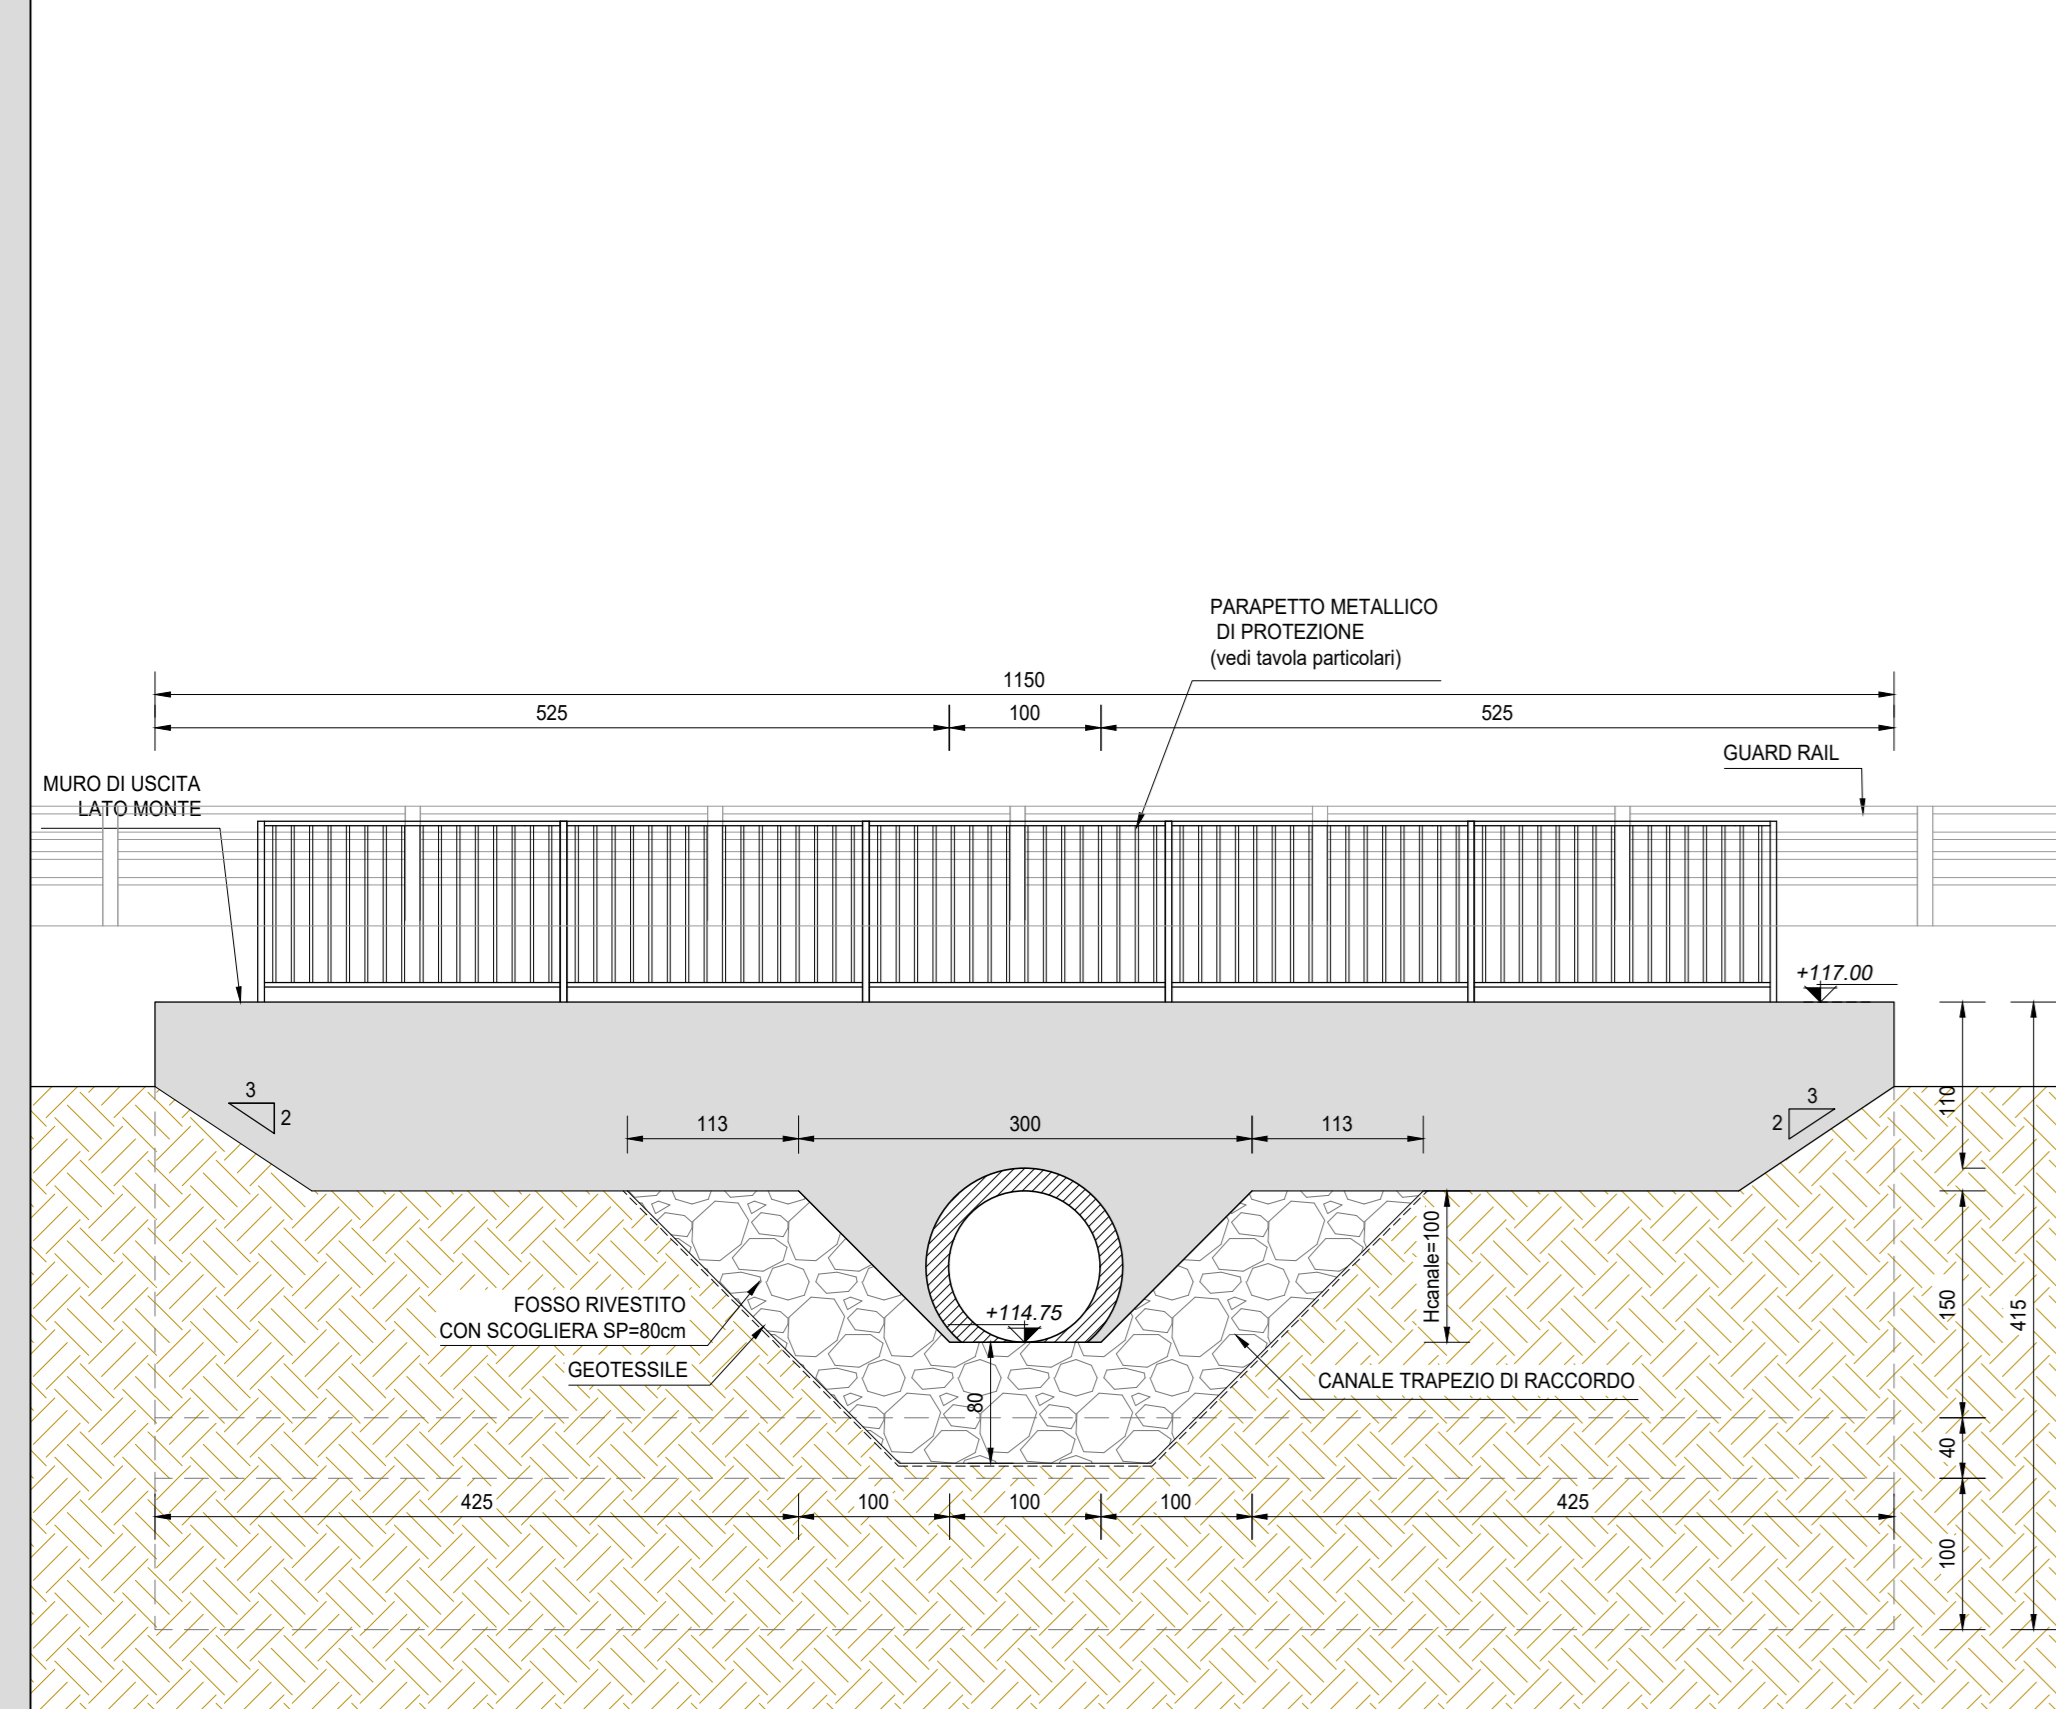 PARAPETTO METALLICO
DI PROTEZIONE
(vedi tavola particolari)
1150
525
100
525
GUARD RAIL
MURO DI USCITA
LATO MONTE
+117.00
3
2
3
2
110
113
300
113
Hcanale=100
150
415
FOSSO RIVESTITO
CON SCOGLIERA SP=80cm
GEOTESSILE
+114.75
CANALE TRAPEZIO DI RACCORDO
80
40
425
100
100
100
425
100